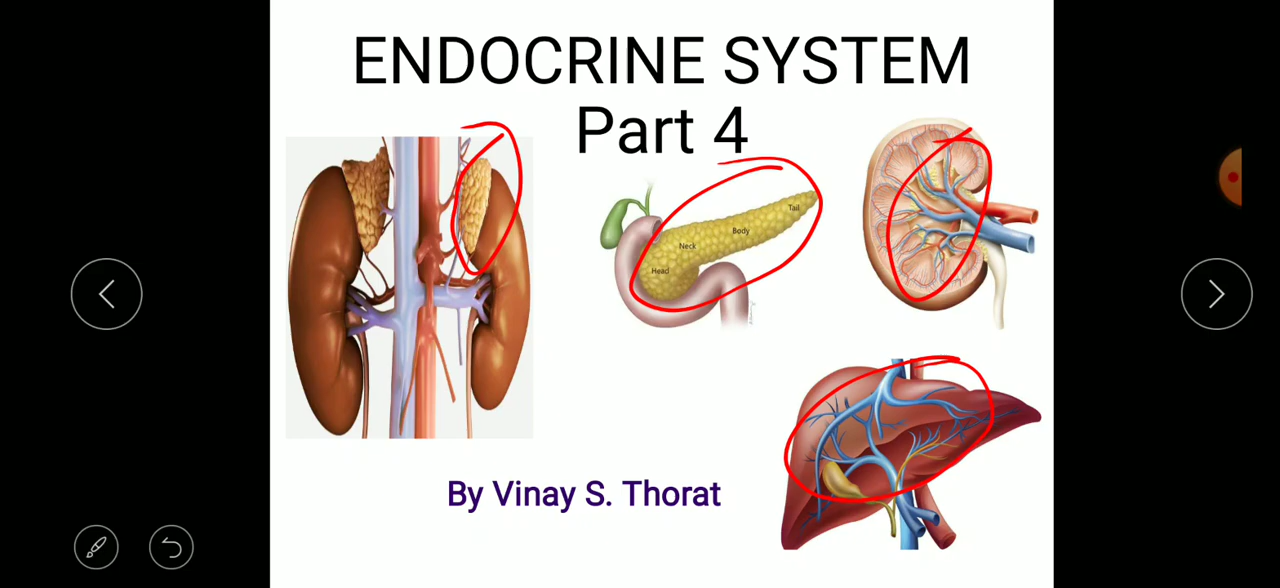 ENDOCRINE SYSTEM
Part 4
Tail
Body
Neck
Head
By Vinay S. Thorat